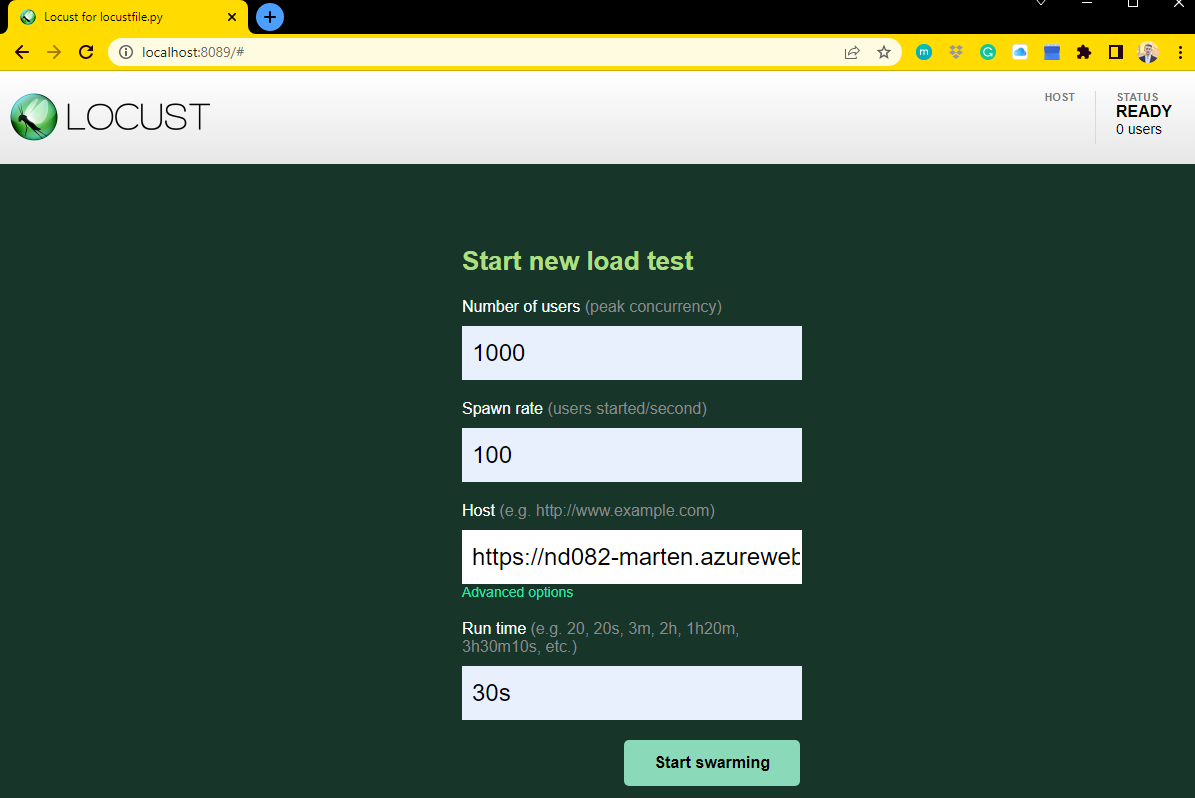 Locust for locustfile.py
localhost:8089/#
LOCUST
HOST
STATUS
READY
0 users
Start new load test
Number of users (peak concurrency)
1000
Spawn rate (users started/second)
100
Host (e.g. http://www.example.com)
https://nd082-marten.azureweb
Advanced options
Run time (e.g. 20, 20s, 3m, 2h, 1h20m,
3h30m10s, etc.)
30s
Start swarming